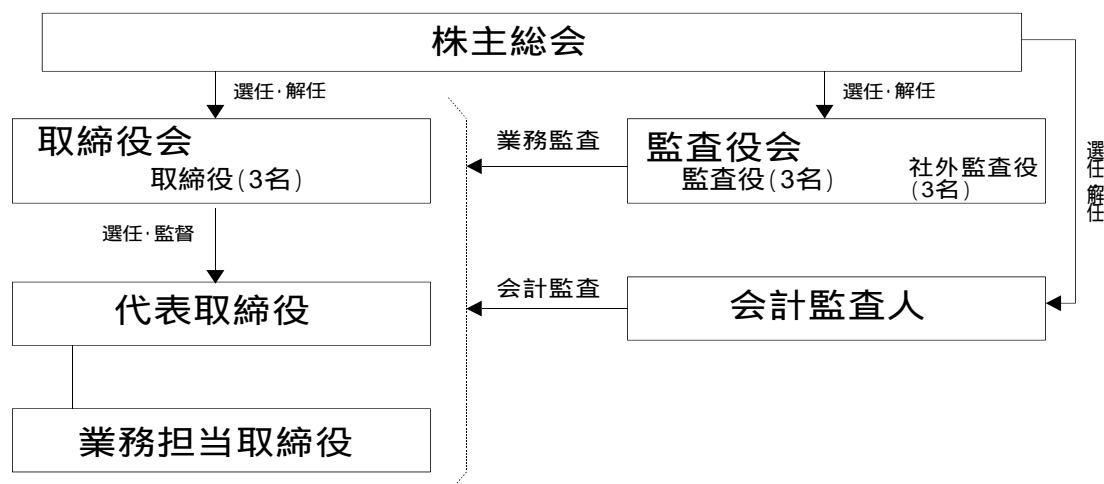 株主総会
選任・解任
選任・解任
取締役会
取締役(3名)
業務監査
監査役会
監査役(3名)
社外監査役
(3名)
選任・解任
選任・監督
代表取締役
会計監査
会計監査人
業務担当取締役